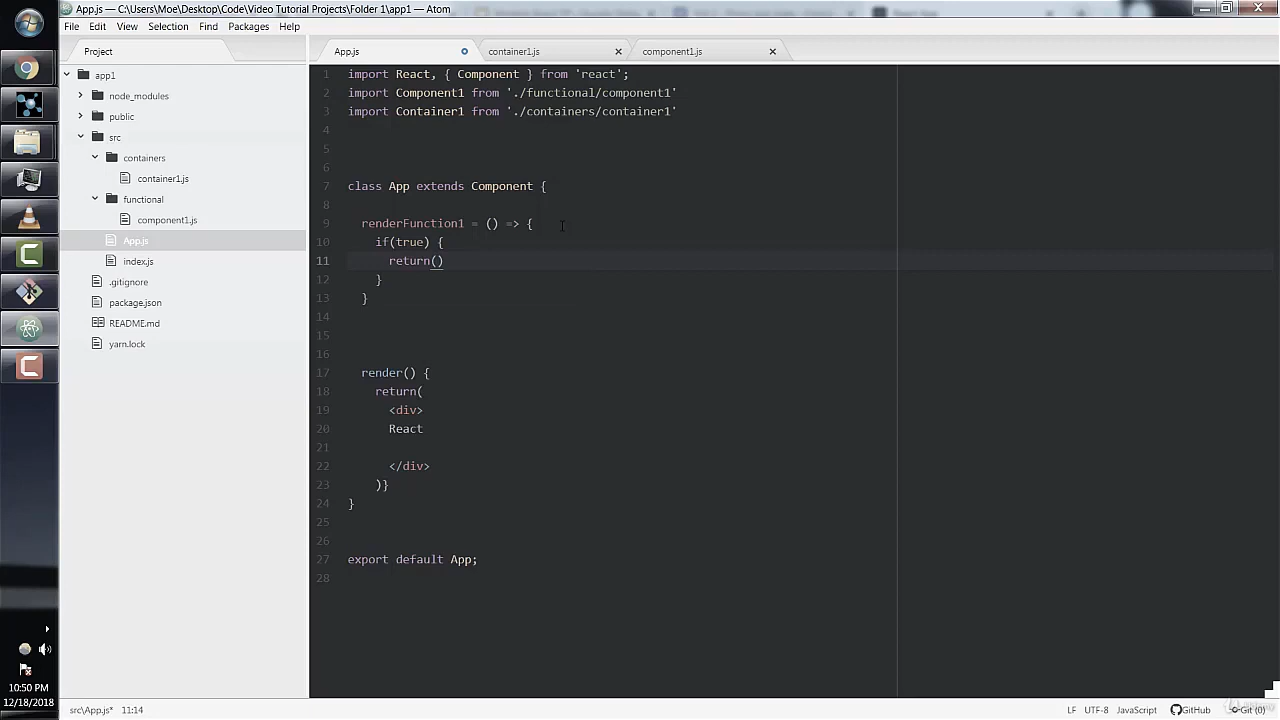 App.js — C:\Users\Moe\Desktop\Code\Video Tutorial Projects\Folder 1\app1 — Atom
File Edit View Selection Find Packages Help
Project
App.js
container1.js
component1.js
app1
node_modules
public
src
containers
container1.js
functional
component1.js
App.js
index.js
.gitignore
package.json
README.md
yarn.lock
1 import React, { Component } from 'react';
2 import Component1 from './functional/component1'
3 import Container1 from './containers/container1'
4
5
6
7 class App extends Component {
8
9 renderFunction1 = () => {
10 if(true) {
11 return()
12 }
13 }
14
15
16
17 render() {
18 return(
19 <div>
20 React
21
22 </div>
23 )}
24 }
25
26
27 export default App;
28
10:50 PM
12/18/2018
src\App.js* 11:14
LF UTF-8 JavaScript GitHub Git (0)